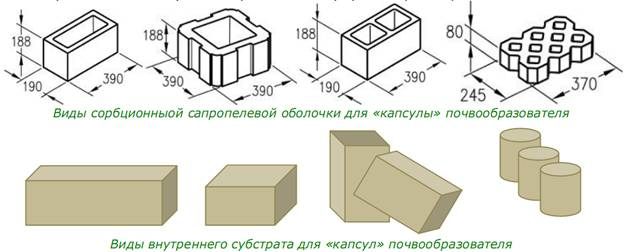 188 190 390
188 390 390
188 190 390
80 245 370
Виды сорбционныой сапропелевой оболочки для «капсулы» почвообразователя
Виды внутреннего субстрата для «капсул» почвообразователя